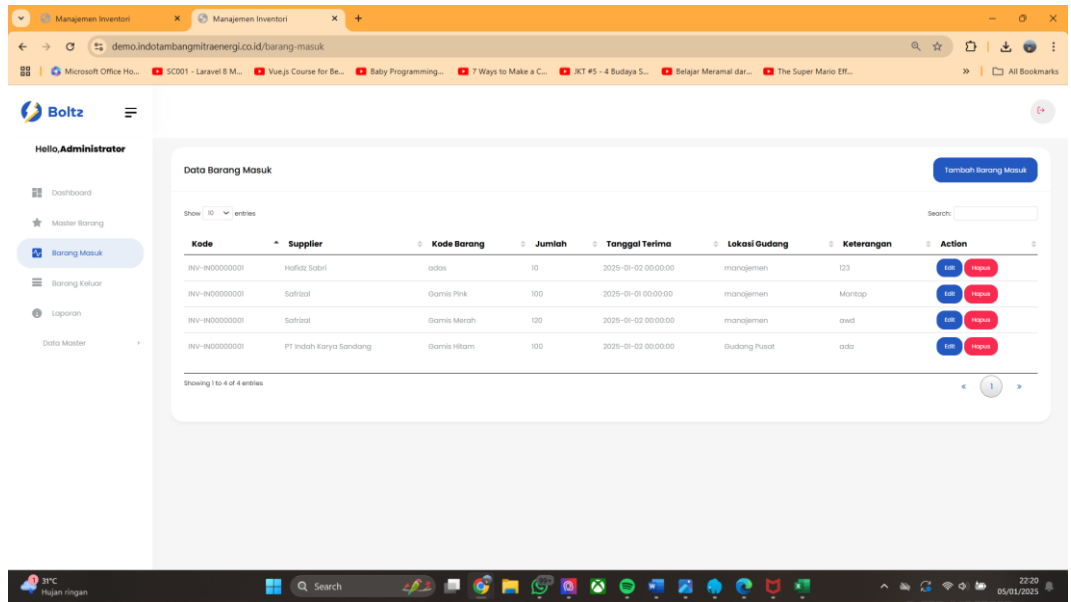 Manajemen Inventori
Manajemen Inventori
demo.indotambangmitraenergi.co.id/barang-masuk
Microsoft Office Ho...
SC001 - Laravel 8 M...
Vue.js Course for Be...
Baby Programming...
7 Ways to Make a C...
JKT #5 - 4 Budaya S...
Belajar Meramal dar...
The Super Mario Eff...
All Bookmarks
Boltz
Hello,Administrator
Dashboard
Master Barang
Barang Masuk
Barang Keluar
Laporan
Data Master
Data Barang Masuk
Tambah Barang Masuk
Show 10 entries
Search:
Kode Supplier Kode Barang Jumlah Tanggal Terima Lokasi Gudang Keterangan Action
INV-IN00000001 Hafidz Sabri adas 10 2025-01-02 00:00:00 manajemen 123 Edit Hapus
INV-IN00000001 Safrizal Gamis Pink 100 2025-01-01 00:00:00 manajemen Mantap Edit Hapus
INV-IN00000001 Safrizal Gamis Merah 120 2025-01-02 00:00:00 manajemen awd Edit Hapus
INV-IN00000001 PT Indah Karya Sandang Gamis Hitam 100 2025-01-02 00:00:00 Gudang Pusat ada Edit Hapus
Showing 1 to 4 of 4 entries
« 1 »
1
31°C
Hujan ringan
Search
22:20
05/01/2025